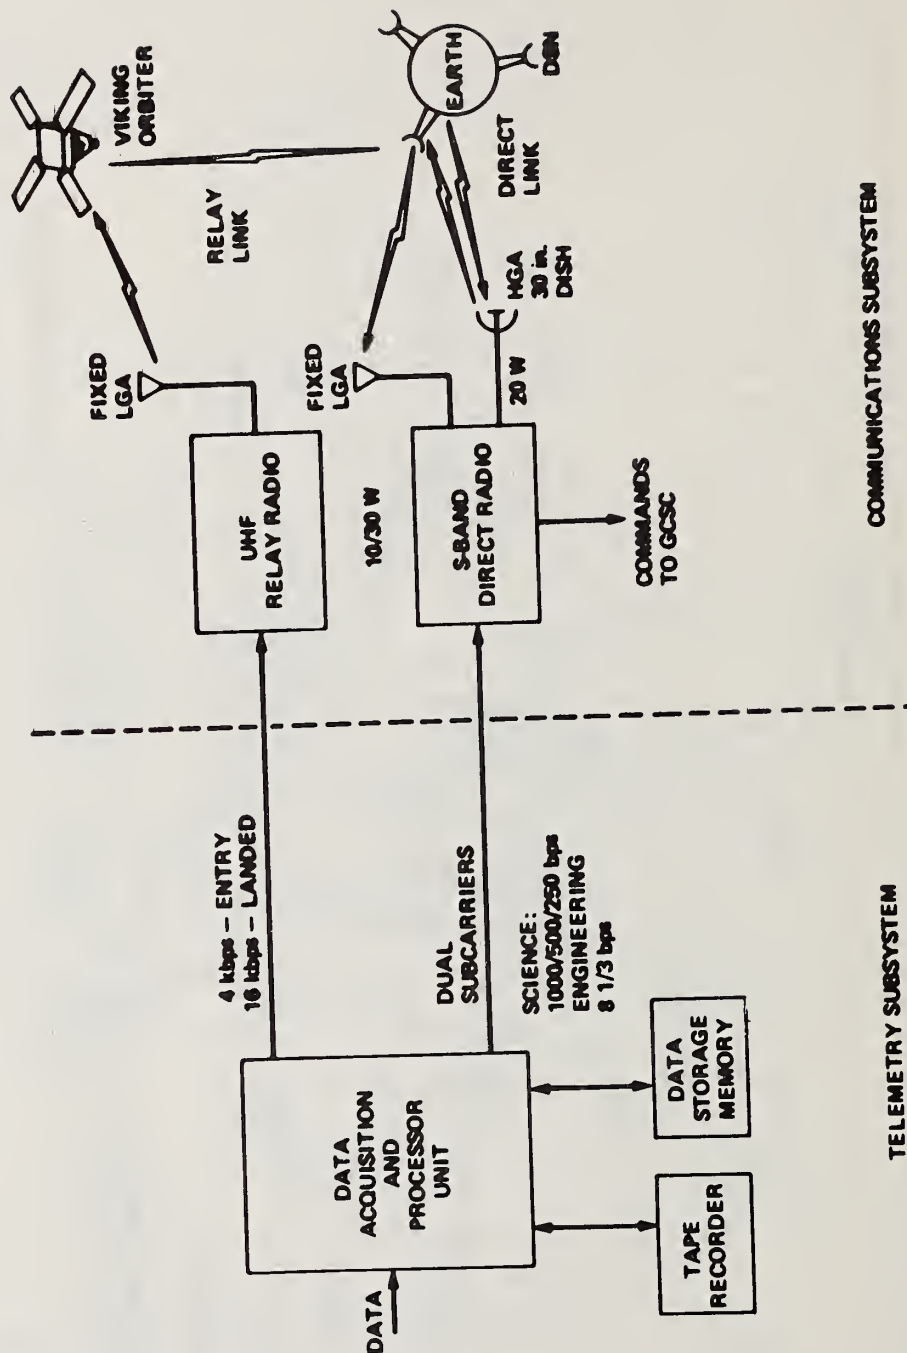 DATA
DATA
ACQUISITION
AND
PROCESSOR
UNIT
TAPE
RECORDER
DATA
STORAGE
MEMORY
4 kbps – ENTRY
16 kbps – LANDED
DUAL
SUBCARRIERS
SCIENCE:
1000/500/250 bps
ENGINEERING
8 1/3 bps
TELEMETRY SUBSYSTEM
UHF
RELAY RADIO
FIXED
LGA
10/30 W
S-BAND
DIRECT RADIO
FIXED
LGA
20 W
HGA
30 in.
DISH
COMMANDS
TO GCSC
RELAY
LINK
VIKING
ORBITER
DIRECT
LINK
EARTH
DSN
COMMUNICATIONS SUBSYSTEM